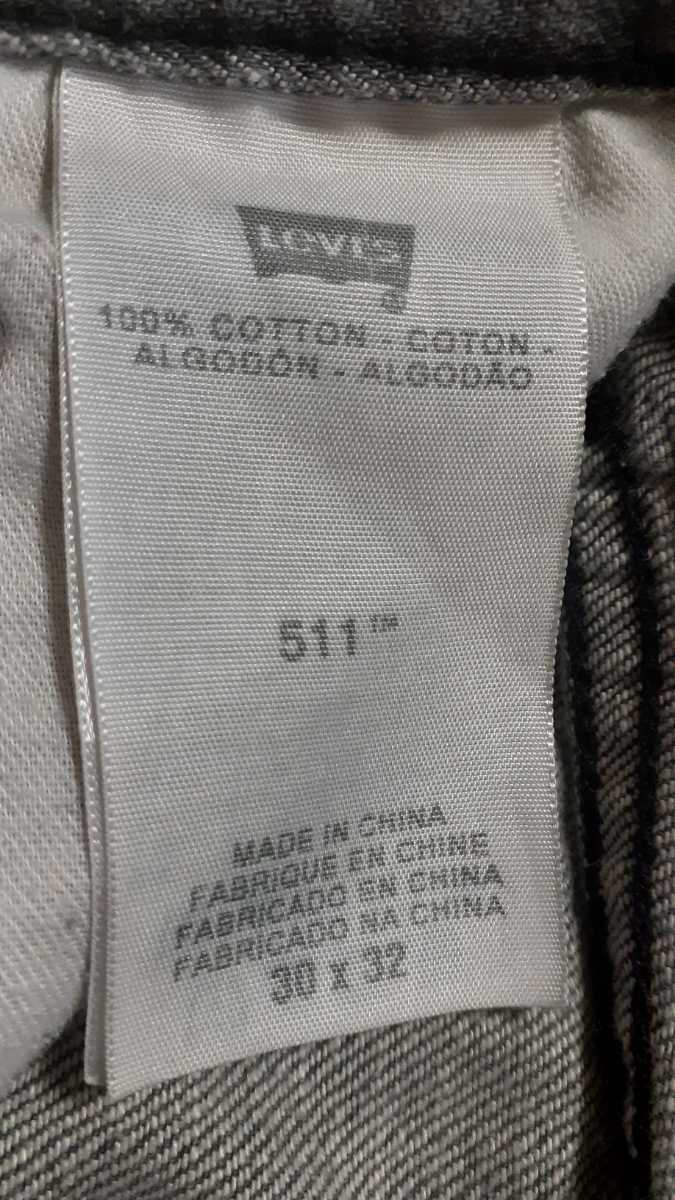 LEVI'S
®
100% COTTON - COTON -
ALGODÓN - ALGODÃO
511™
MADE IN CHINA
FABRIQUE EN CHINE
FABRICADO EN CHINA
FABRICADO NA CHINA
30 x 32